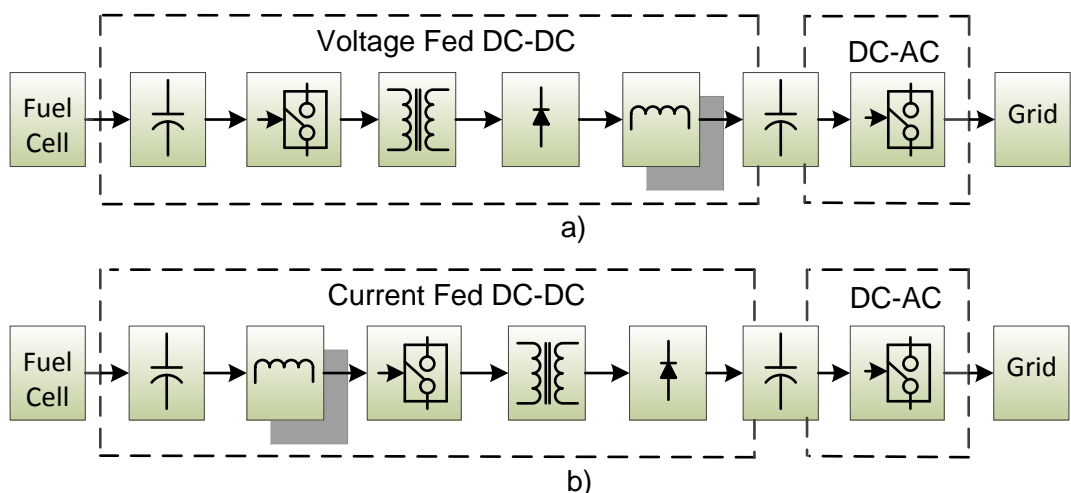 Voltage Fed DC-DC
DC-AC
Fuel
Cell
Grid
a)
Current Fed DC-DC
DC-AC
Fuel
Cell
Grid
b)